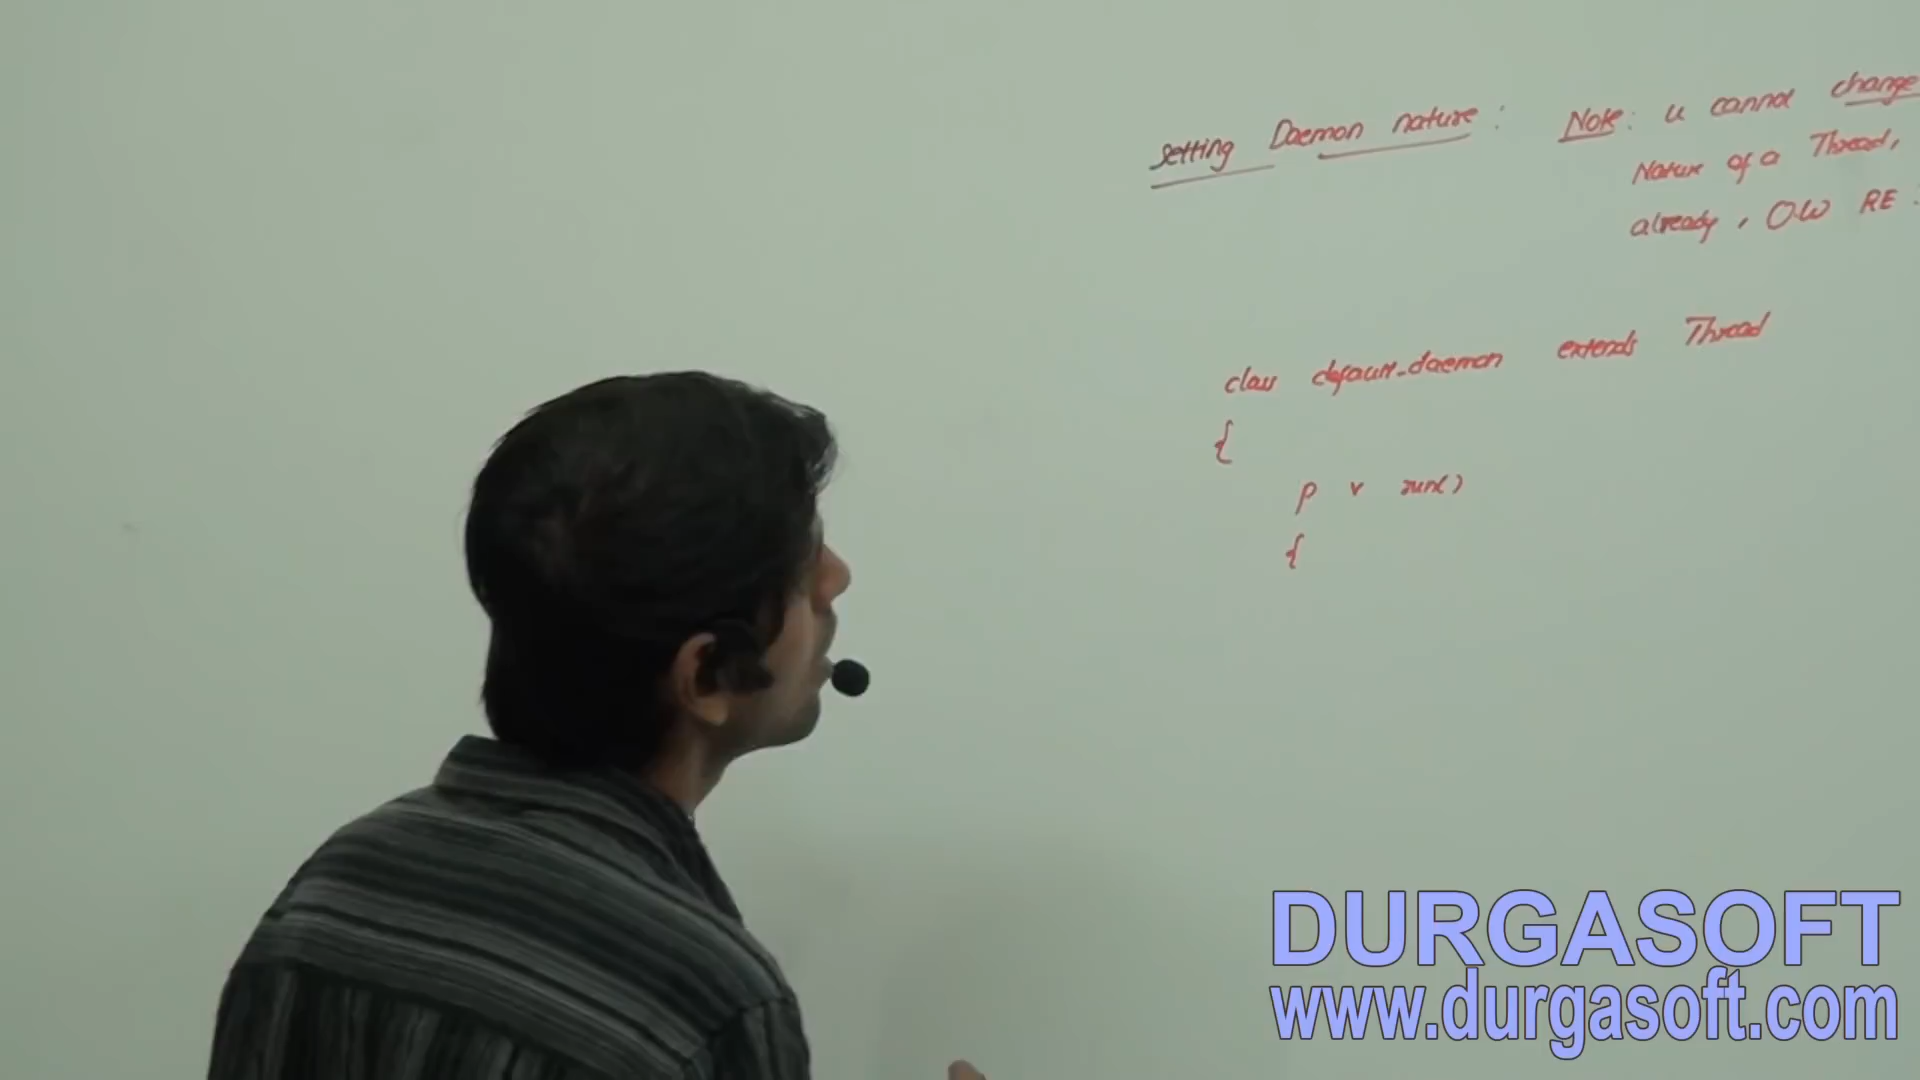 setting Daemon nature : Note : u cannot change
Nature of a Thread,
already, O.W RE :
class default_daemon extends Thread
{
p v run()
{
DURGASOFT
www.durgasoft.com